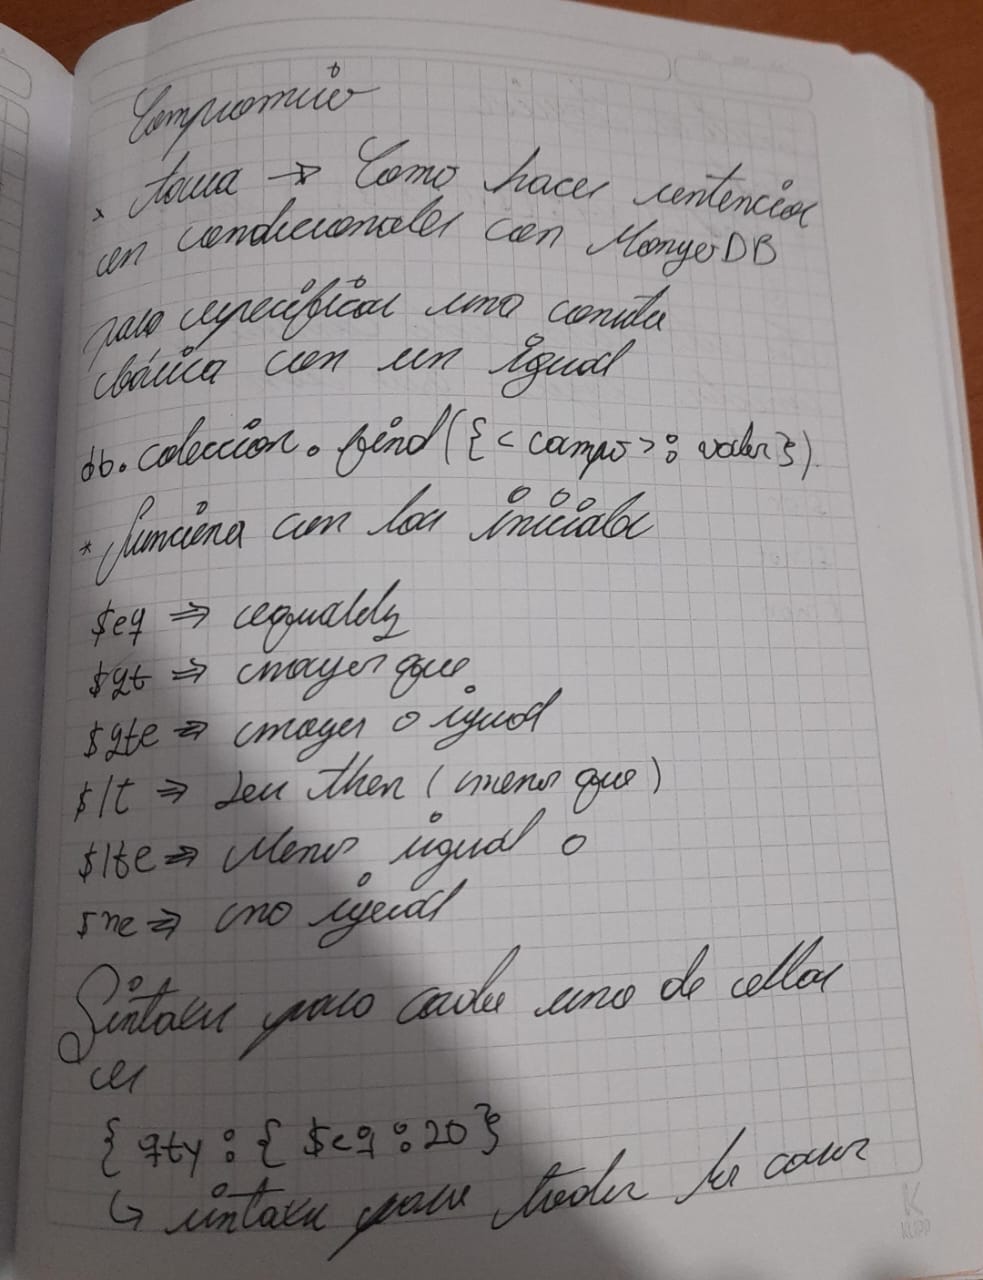 Compromiso
* tarea → Como hacer sentencias
en condicionales con MongoDB
para especificar una consulta
básica con un igual
db.coleccion.find({<campo>: valor})
* funciona con las iniciales
$eq ⇒ equaldy
$gt ⇒ mayor que
$gte ⇒ mayor o igual
$lt ⇒ Less then (menor que)
$lte ⇒ Menor igual o
$ne ⇒ no igual
Sintaxis para cada uno de ellos
es
{ qty : { $eq : 20 }
↳ sintaxis para todos los casos
K
KLIPP